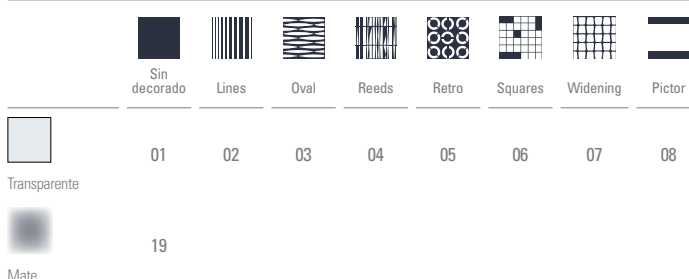 Sin
decorado Lines Oval Reeds Retro Squares Widening Pictor
01 02 03 04 05 06 07 08
Transparente
19
Mate